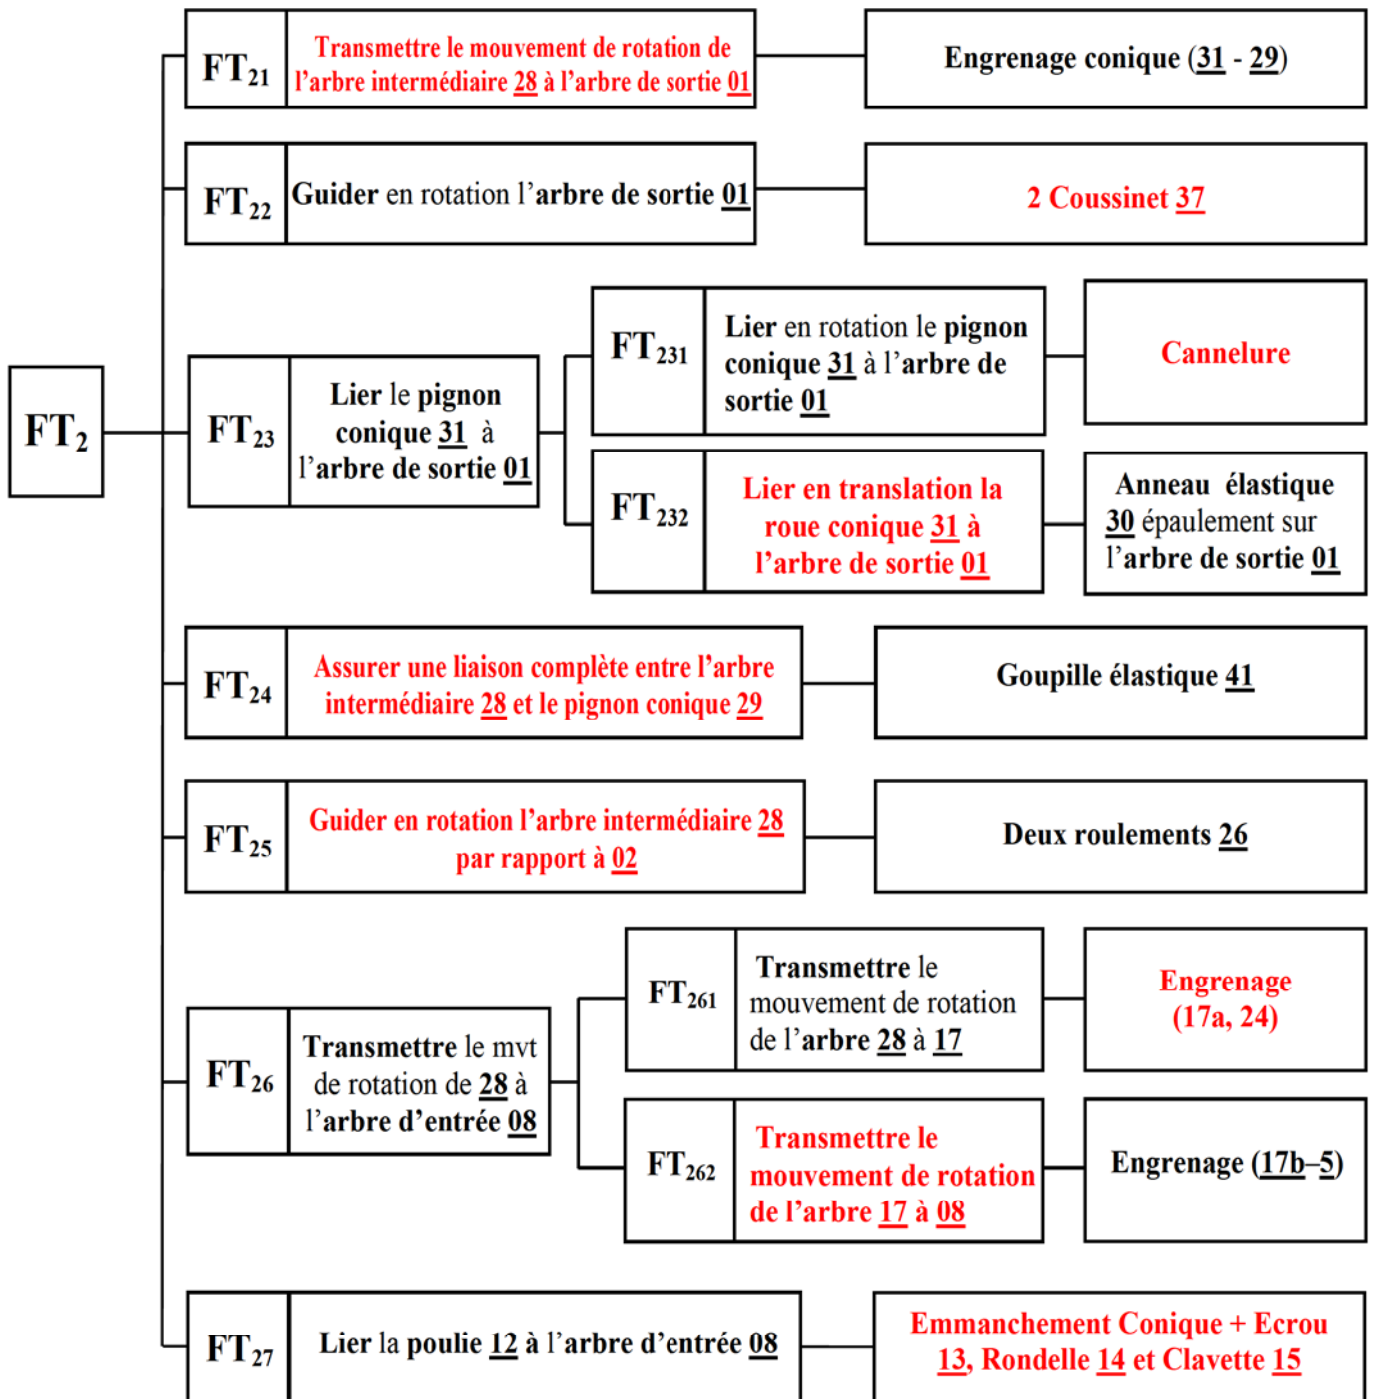 FT21
Transmettre le mouvement de rotation de
l’arbre intermédiaire 28 à l’arbre de sortie 01
Engrenage conique (31 - 29)
FT22
Guider en rotation l’arbre de sortie 01
2 Coussinet 37
FT2
FT23
Lier le pignon
conique 31 à
l’arbre de sortie 01
FT231
Lier en rotation le pignon
conique 31 à l’arbre de
sortie 01
Cannelure
FT232
Lier en translation la
roue conique 31 à
l’arbre de sortie 01
Anneau élastique
30 épaulement sur
l’arbre de sortie 01
FT24
Assurer une liaison complète entre l’arbre
intermédiaire 28 et le pignon conique 29
Goupille élastique 41
FT25
Guider en rotation l’arbre intermédiaire 28
par rapport à 02
Deux roulements 26
FT26
Transmettre le mvt
de rotation de 28 à
l’arbre d’entrée 08
FT261
Transmettre le
mouvement de rotation
de l’arbre 28 à 17
Engrenage
(17a, 24)
FT262
Transmettre le
mouvement de rotation
de l’arbre 17 à 08
Engrenage (17b–5)
FT27
Lier la poulie 12 à l’arbre d’entrée 08
Emmanchement Conique + Ecrou
13, Rondelle 14 et Clavette 15